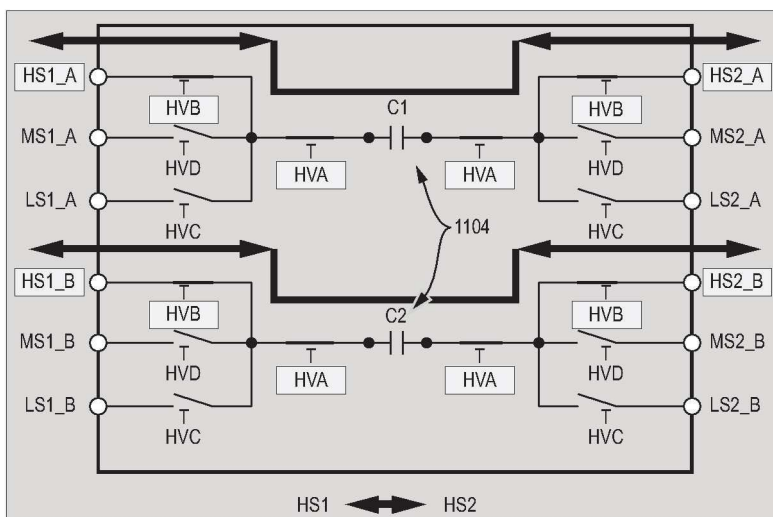 HS1_A HS2_A
HVB C1 HVB
MS1_A MS2_A
HVD HVA HVA HVD
LS1_A LS2_A
HVC 1104 HVC
HS1_B HS2_B
HVB C2 HVB
MS1_B MS2_B
HVD HVA HVA HVD
LS1_B LS2_B
HVC HVC
HS1 HS2